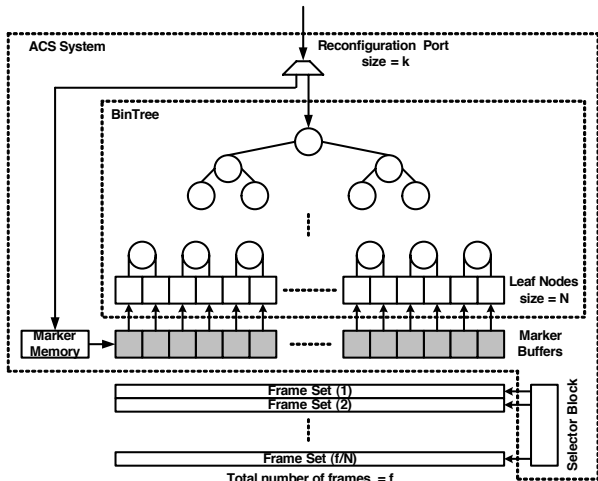 ACS System
Reconfiguration Port
size = k
BinTree
Leaf Nodes
size = N
Marker
Memory
Marker
Buffers
Frame Set (1)
Frame Set (2)
Frame Set (f/N)
Selector Block
Total number of frames = f